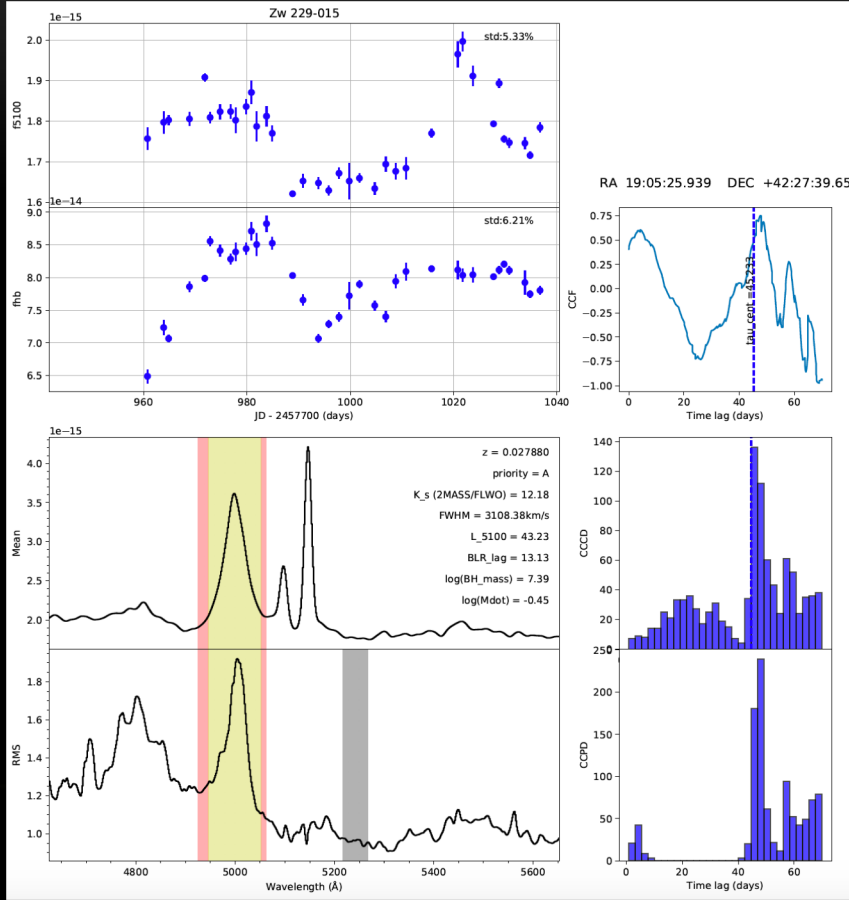 Zw 229-015
1e−15
std:5.33%
f5100
2.0
1.9
1.8
1.7
1.6
1e−14
std:6.21%
fhb
9.0
8.5
8.0
7.5
7.0
6.5
960 980 1000 1020 1040
JD - 2457700 (days)
RA 19:05:25.939 DEC +42:27:39.65
CCF
0.75
0.50
0.25
0.00
−0.25
−0.50
−0.75
−1.00
tau_cent =45.233
0 20 40 60
Time lag (days)
1e−15
Mean
4.0
3.5
3.0
2.5
2.0
z = 0.027880
priority = A
K_s (2MASS/FLWO) = 12.18
FWHM = 3108.38km/s
L_5100 = 43.23
BLR_lag = 13.13
log(BH_mass) = 7.39
log(Mdot) = -0.45
RMS
1.8
1.6
1.4
1.2
1.0
4800 5000 5200 5400 5600
Wavelength (Å)
CCCD
140
120
100
80
60
40
20
CCPD
250
200
150
100
50
0
0 20 40 60
Time lag (days)